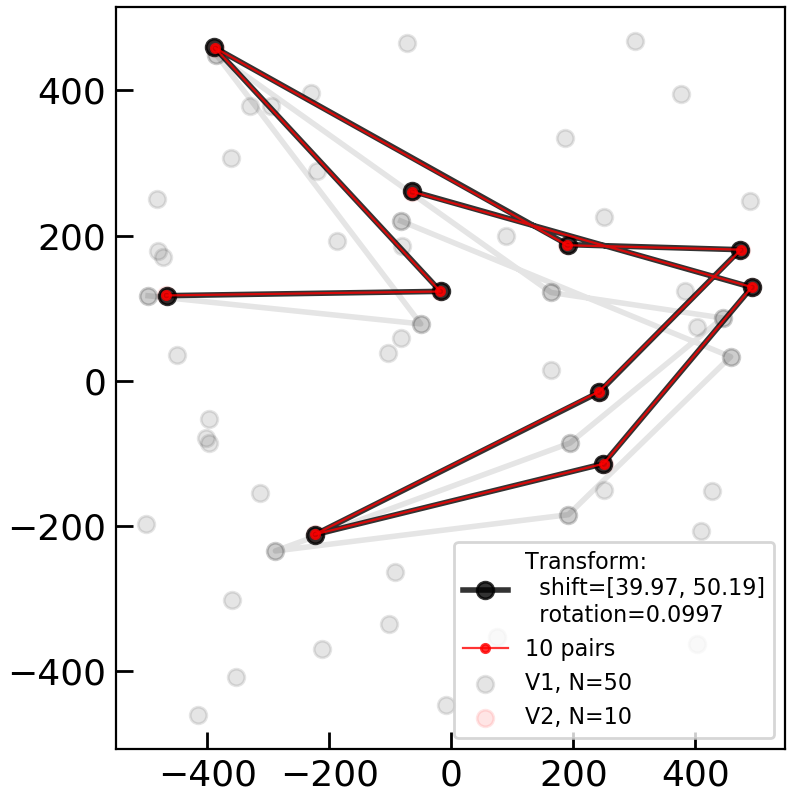 400
200
0
−200
−400
−400
−200
0
200
400
Transform:
shift=[39.97, 50.19]
rotation=0.0997
10 pairs
V1, N=50
V2, N=10